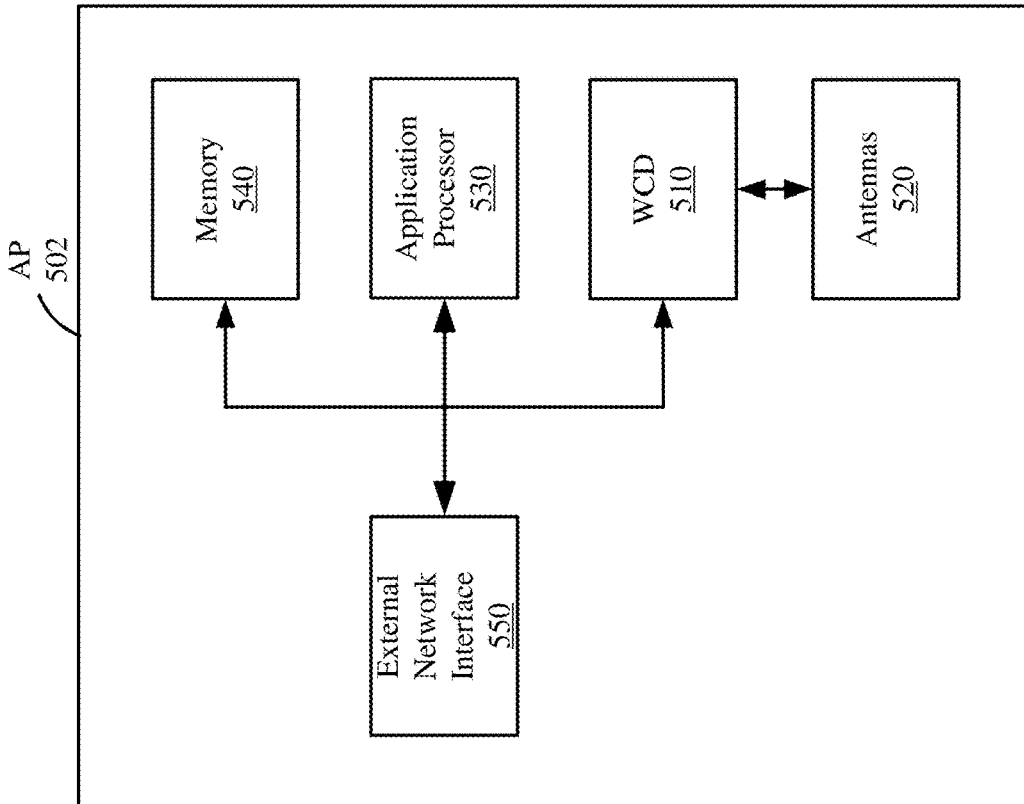 AP
502
Memory
540
Application
Processor
530
WCD
510
Antennas
520
External
Network
Interface
550